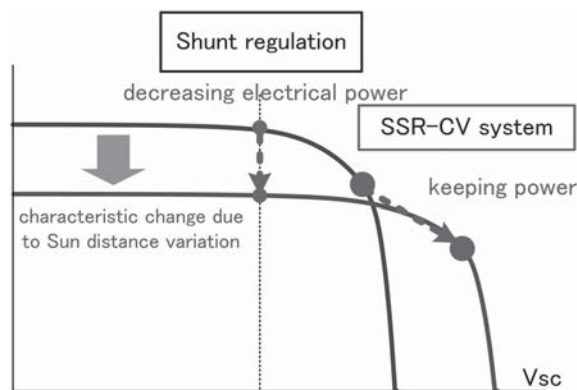 Shunt regulation
decreasing electrical power
SSR-CV system
keeping power
characteristic change due
to Sun distance variation
Vsc